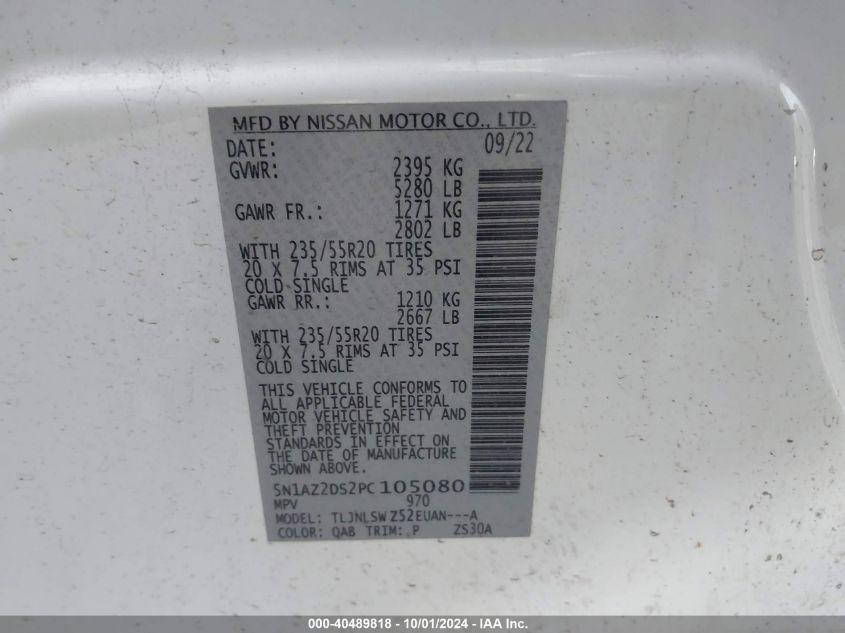 MFD BY NISSAN MOTOR CO., LTD.
DATE: 09/22
GVWR: 2395 KG
5280 LB
GAWR FR.: 1271 KG
2802 LB
WITH 235/55R20 TIRES
20 X 7.5 RIMS AT 35 PSI
COLD SINGLE
GAWR RR.: 1210 KG
2667 LB
WITH 235/55R20 TIRES
20 X 7.5 RIMS AT 35 PSI
COLD SINGLE
THIS VEHICLE CONFORMS TO
ALL APPLICABLE FEDERAL
MOTOR VEHICLE SAFETY AND
THEFT PREVENTION
STANDARDS IN EFFECT ON
THE DATE OF MANUFACTURE
SHOWN ABOVE.
5N1AZ2DS2PC105080
MPV 970
MODEL: TLJNLSWZ52EUAN---A
COLOR: QAB TRIM: P ZS30A
000-40489818 - 10/01/2024 - IAA Inc.